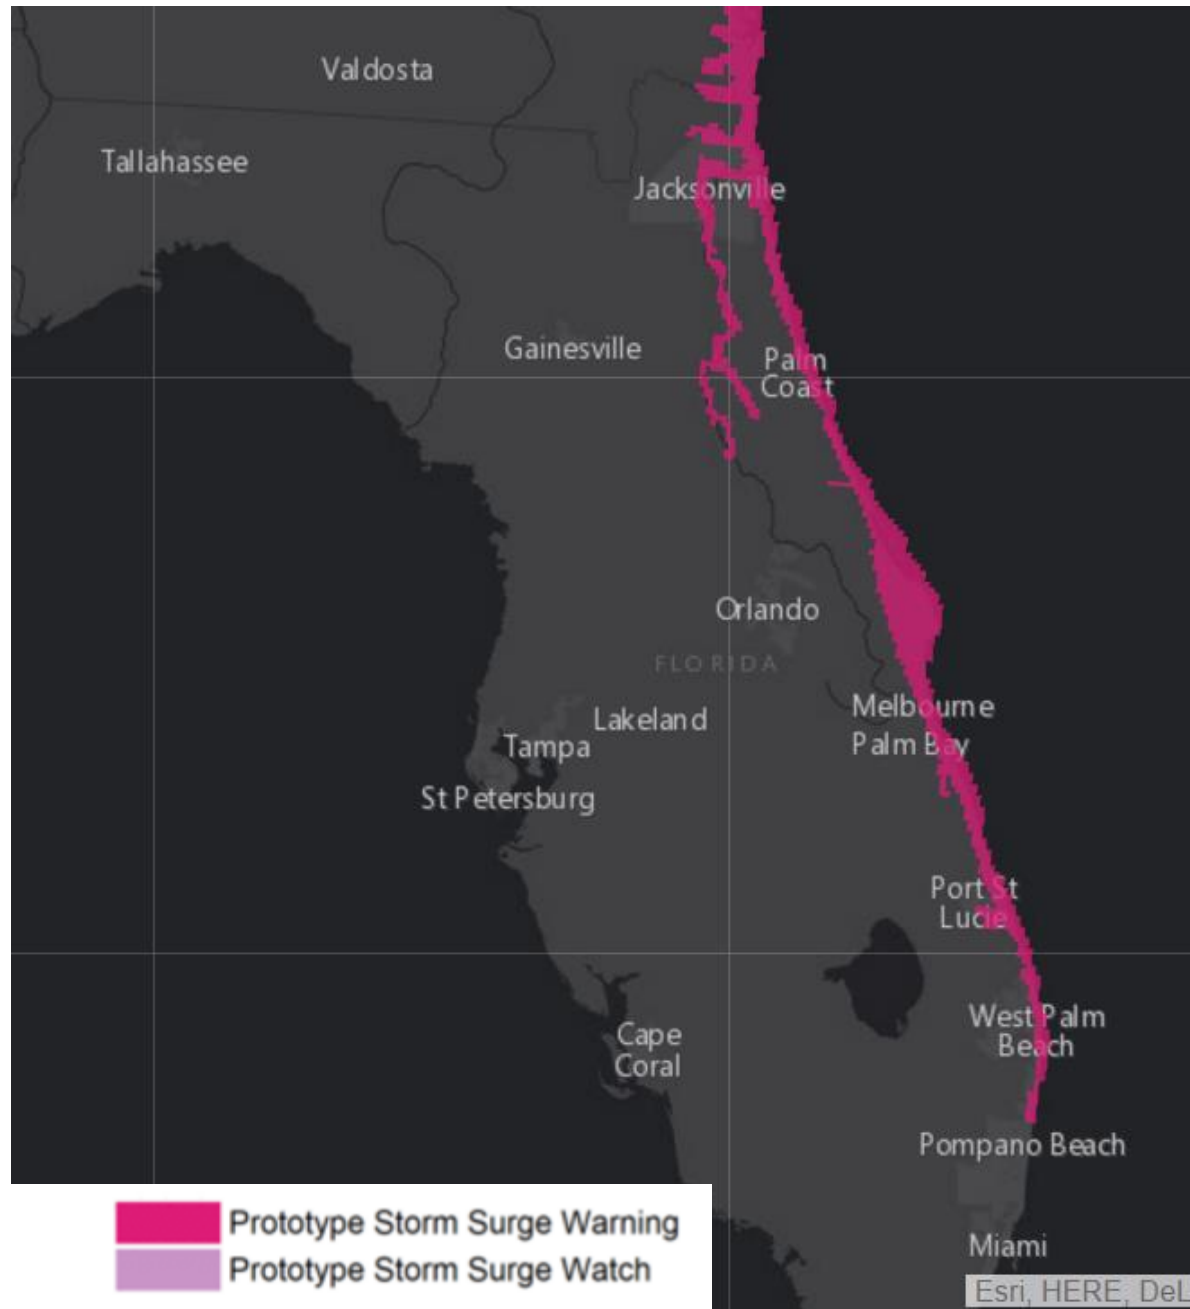 Valdosta
Tallahassee
Jacksonville
Gainesville
Palm
Coast
Orlando
FLORIDA
Melbourne
Lakeland
Palm Bay
Tampa
St Petersburg
Port St
Lucie
West Palm
Beach
Cape
Coral
Pompano Beach
Prototype Storm Surge Warning
Prototype Storm Surge Watch
Miami
Esri, HERE, DeL